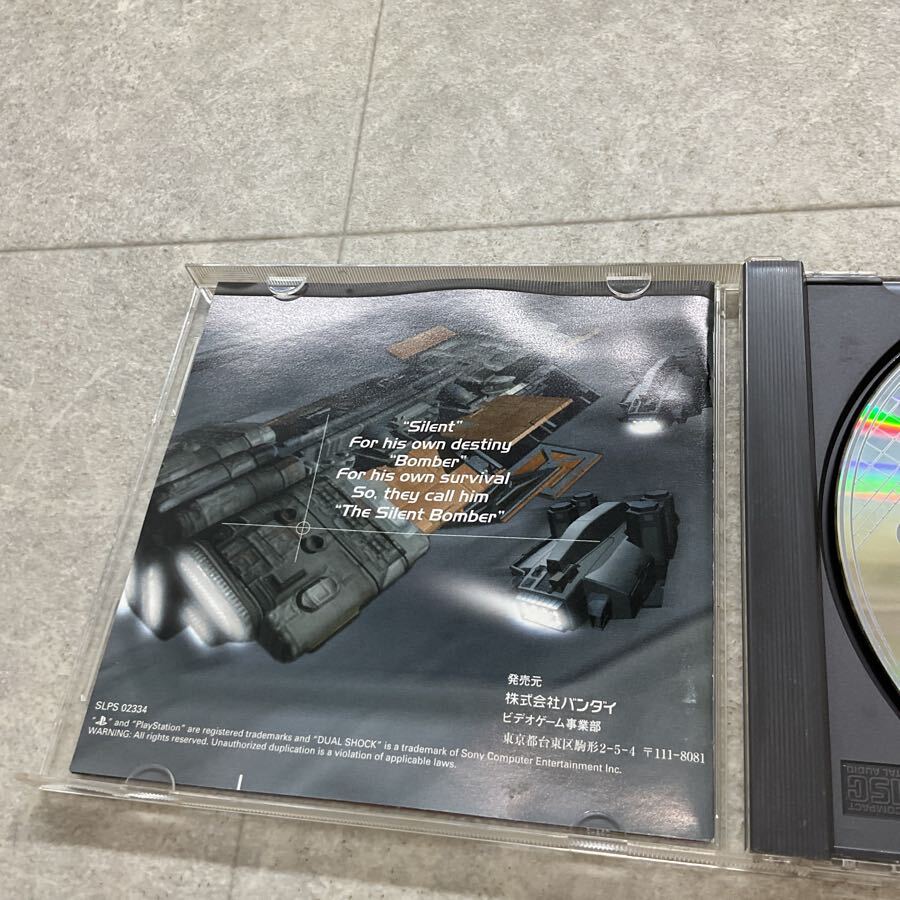 "Silent"
For his own destiny
"Bomber"
For his own survival
So, they call him
"The Silent Bomber"
発売元
株式会社バンダイ
ビデオゲーム事業部
東京都台東区駒形2-5-4 〒111-8081
SLPS 02334
" " and "PlayStation" are registered trademarks and "DUAL SHOCK" is a trademark of Sony Computer Entertainment Inc.
WARNING: All rights reserved. Unauthorized duplication is a violation of applicable laws.
COMPACT
DIGITAL AUDIO